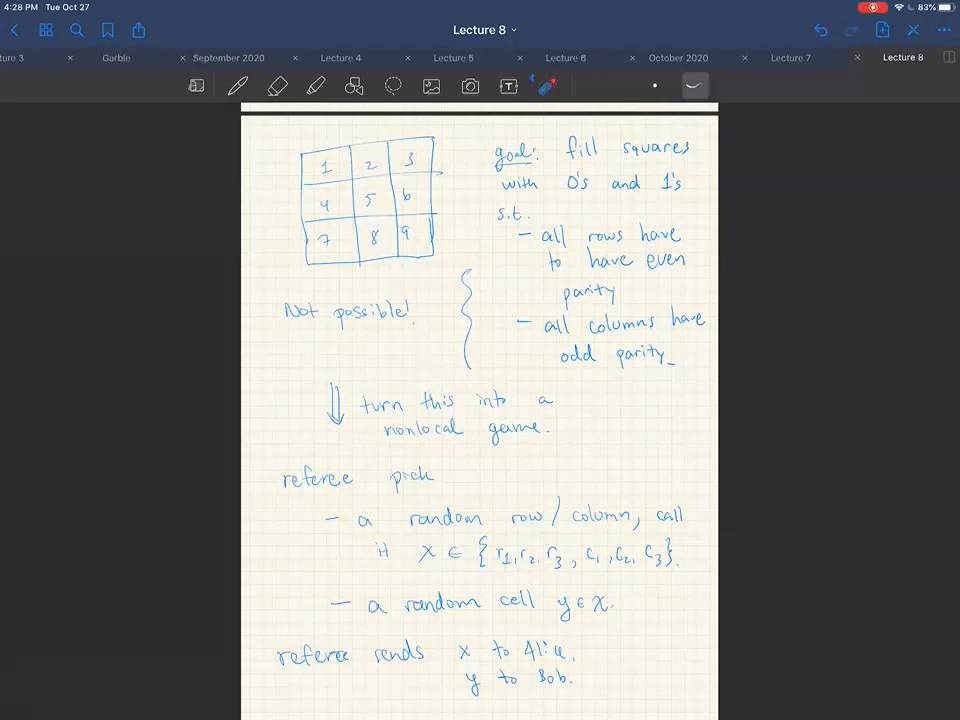 4:28 PM Tue Oct 27
83%
Lecture 8
ture 3
Garble
September 2020
Lecture 4
Lecture 5
Lecture 6
October 2020
Lecture 7
Lecture 8
1 2 3
4 5 6
7 8 9
goal: fill squares
with 0's and 1's
s.t.
- all rows have
to have even
parity
- all columns have
odd parity
Not possible!
⇓ turn this into a
nonlocal game.
referee pick
- a random row/column, call
it x ∈ {r1, r2, r3, c1, c2, c3}.
- a random cell y ∈ x.
referee sends x to Alice,
y to Bob.